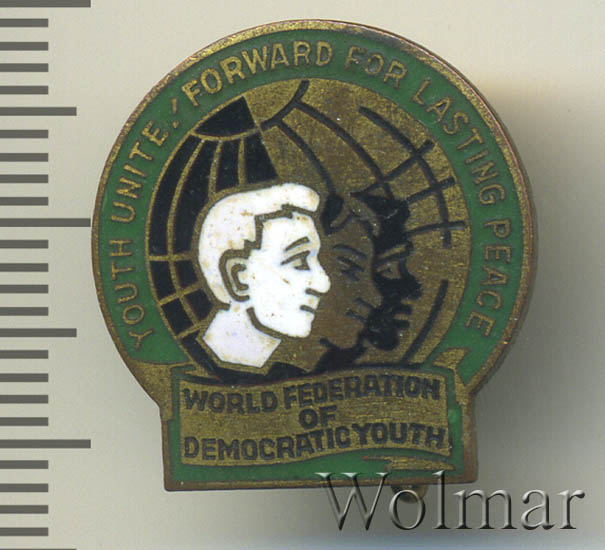 YOUTH UNITE! FORWARD FOR LASTING PEACE
WORLD FEDERATION
OF
DEMOCRATIC YOUTH
Wolmar